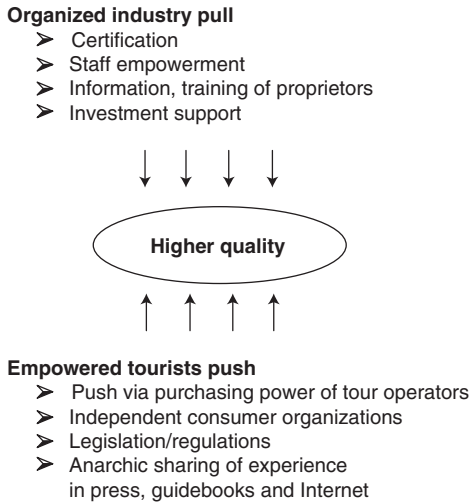 Organized industry pull
➢ Certification
➢ Staff empowerment
➢ Information, training of proprietors
➢ Investment support
Higher quality
Empowered tourists push
➢ Push via purchasing power of tour operators
➢ Independent consumer organizations
➢ Legislation/regulations
➢ Anarchic sharing of experience
in press, guidebooks and Internet